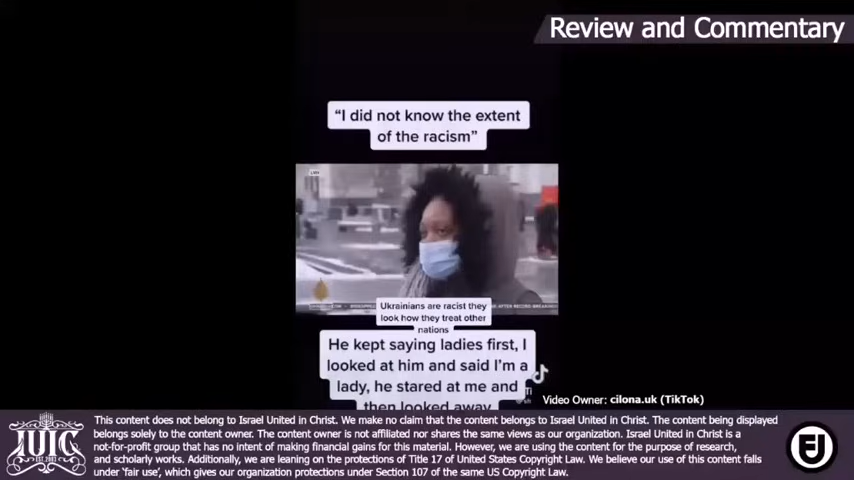 Review and Commentary
“I did not know the extent
of the racism”
LIVE
Ukrainians are racist they
look how they treat other
nations
He kept saying ladies first, I
looked at him and said I’m a
lady, he stared at me and
then looked away
Video Owner: cilona.uk (TikTok)
IUIC
This content does not belong to Israel United in Christ. We make no claim that the content belongs to Israel United in Christ. The content being displayed
belongs solely to the content owner. The content owner is not affiliated nor shares the same views as our organization. Israel United in Christ is a
not-for-profit group that has no intent of making financial gains for this material. However, we are using the content for the purpose of research,
and scholarly works. Additionally, we are leaning on the protections of Title 17 of United States Copyright Law. We believe our use of this content falls
under ‘fair use’, which gives our organization protections under Section 107 of the same US Copyright Law.